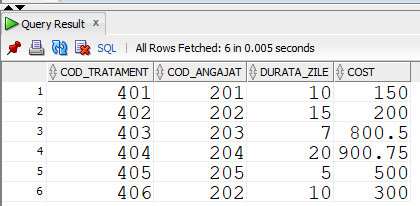 Query Result ×
SQL | All Rows Fetched: 6 in 0.005 seconds
COD_TRATAMENT COD_ANGAJAT DURATA_ZILE COST
1 401 201 10 150
2 402 202 15 200
3 403 203 7 800.5
4 404 204 20 900.75
5 405 205 5 500
6 406 202 10 300